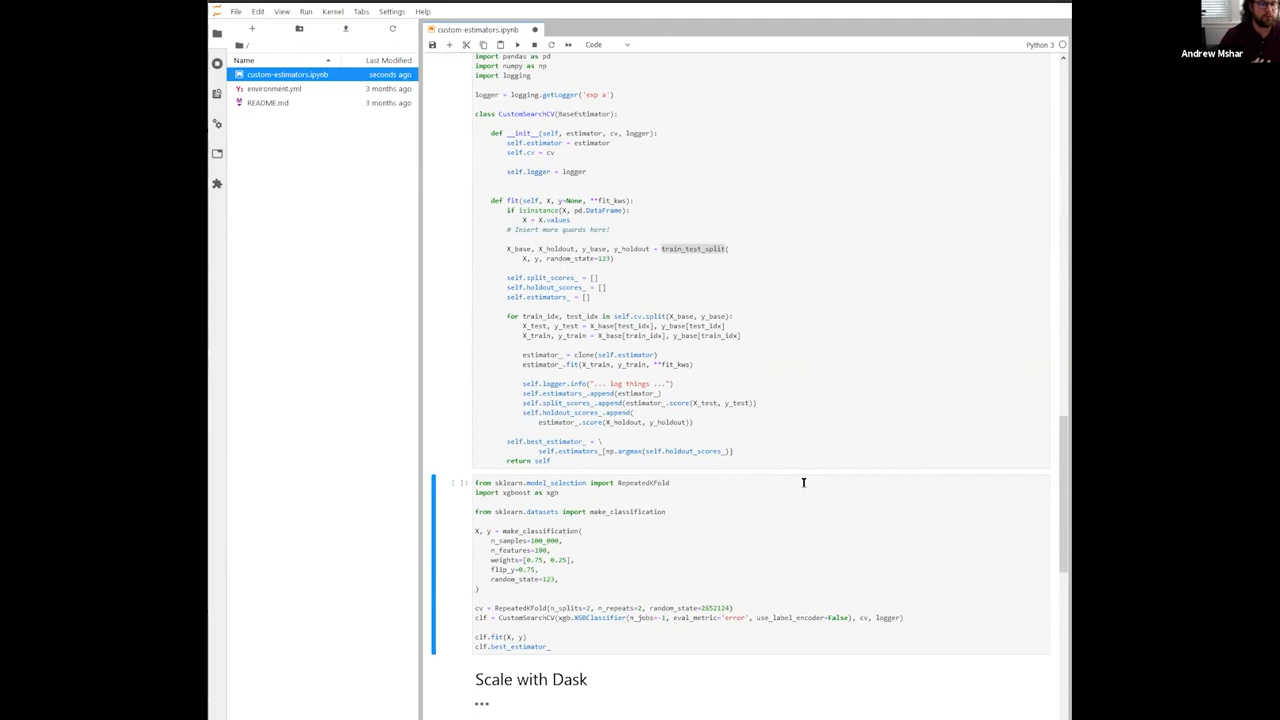 File Edit View Run Kernel Tabs Settings Help
Andrew Mshar
custom-estimators.ipynb
Code
Python 3
/
Name Last Modified
custom-estimators.ipynb seconds ago
environment.yml 3 months ago
README.md 3 months ago
import pandas as pd
import numpy as np
import logging
logger = logging.getLogger('exp a')
class CustomSearchCV(BaseEstimator):
def __init__(self, estimator, cv, logger):
self.estimator = estimator
self.cv = cv
self.logger = logger
def fit(self, X, y=None, **fit_kws):
if isinstance(X, pd.DataFrame):
X = X.values
# Insert more guards here!
X_base, X_holdout, y_base, y_holdout = train_test_split(
X, y, random_state=123)
self.split_scores_ = []
self.holdout_scores_ = []
self.estimators_ = []
for train_idx, test_idx in self.cv.split(X_base, y_base):
X_test, y_test = X_base[test_idx], y_base[test_idx]
X_train, y_train = X_base[train_idx], y_base[train_idx]
estimator_ = clone(self.estimator)
estimator_.fit(X_train, y_train, **fit_kws)
self.logger.info("... log things ...")
self.estimators_.append(estimator_)
self.split_scores_.append(estimator_.score(X_test, y_test))
self.holdout_scores_.append(
estimator_.score(X_holdout, y_holdout))
self.best_estimator_ = \
self.estimators_[np.argmax(self.holdout_scores_)]
return self
[ ]:
from sklearn.model_selection import RepeatedKFold
import xgboost as xgb
from sklearn.datasets import make_classification
X, y = make_classification(
n_samples=100_000,
n_features=100,
weights=[0.75, 0.25],
flip_y=0.75,
random_state=123,
)
cv = RepeatedKFold(n_splits=2, n_repeats=2, random_state=2652124)
clf = CustomSearchCV(xgb.XGBClassifier(n_jobs=-1, eval_metric='error', use_label_encoder=False), cv, logger)
clf.fit(X, y)
clf.best_estimator_
Scale with Dask